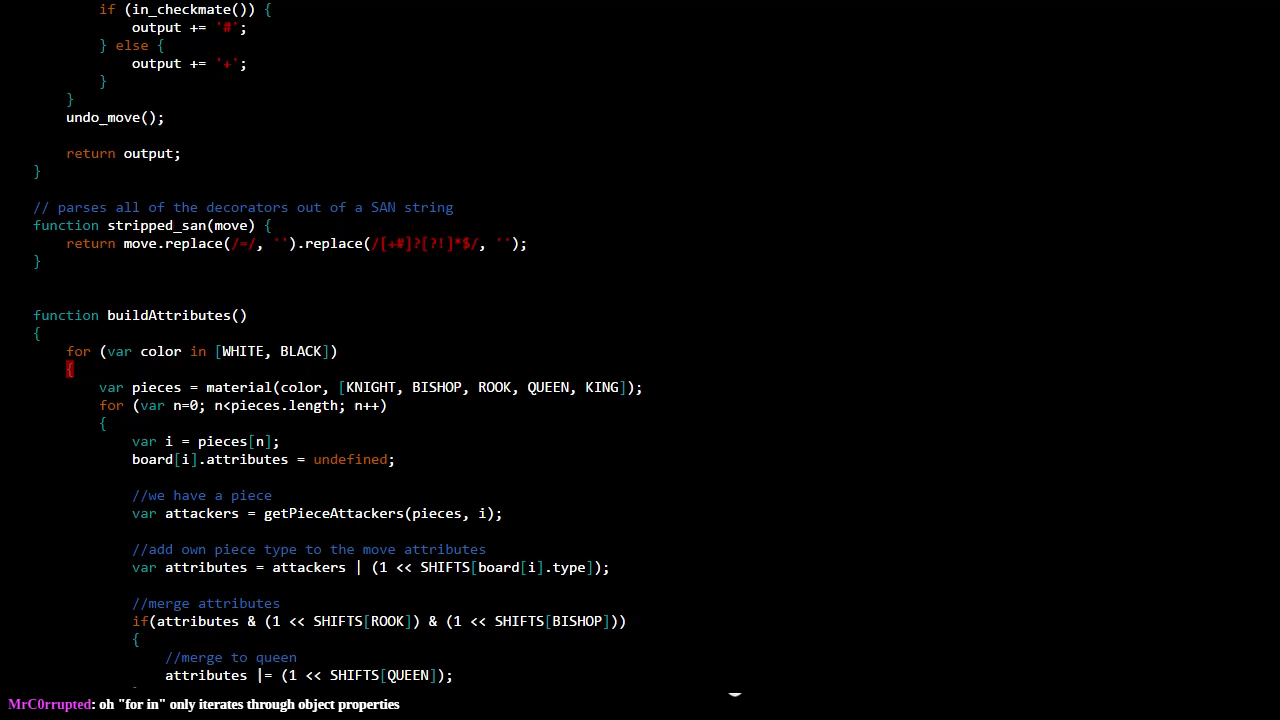 if (in_checkmate()) {
output += '#';
} else {
output += '+';
}
}
undo_move();
return output;
}
// parses all of the decorators out of a SAN string
function stripped_san(move) {
return move.replace(/=/, '').replace(/[+#]?[?!]*$/, '');
}
function buildAttributes()
{
for (var color in [WHITE, BLACK])
{
var pieces = material(color, [KNIGHT, BISHOP, ROOK, QUEEN, KING]);
for (var n=0; n<pieces.length; n++)
{
var i = pieces[n];
board[i].attributes = undefined;
//we have a piece
var attackers = getPieceAttackers(pieces, i);
//add own piece type to the move attributes
var attributes = attackers | (1 << SHIFTS[board[i].type]);
//merge attributes
if(attributes & (1 << SHIFTS[ROOK]) & (1 << SHIFTS[BISHOP]))
{
//merge to queen
attributes |= (1 << SHIFTS[QUEEN]);
MrC0rrupted: oh "for in" only iterates through object properties